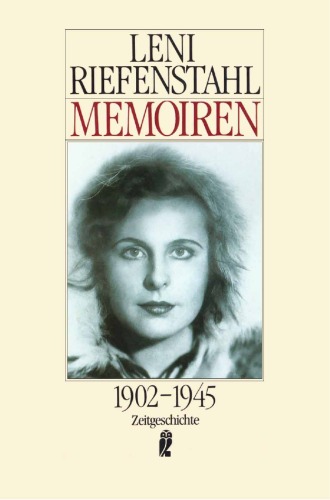 LENI
RIEFENSTAHL
MEMOIREN
1902–1945
Zeitgeschichte